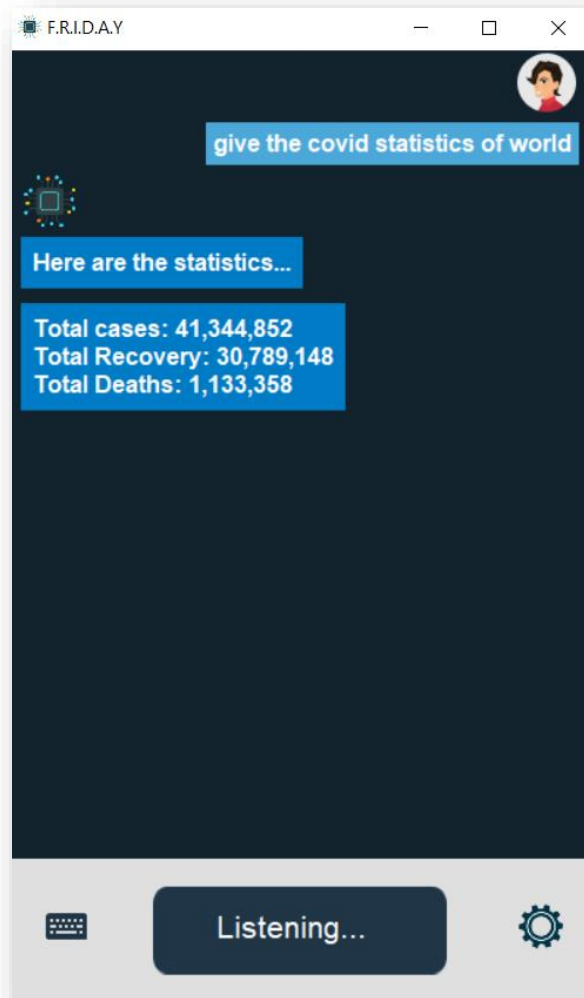 F.R.I.D.A.Y
give the covid statistics of world
Here are the statistics...
Total cases: 41,344,852
Total Recovery: 30,789,148
Total Deaths: 1,133,358
Listening...